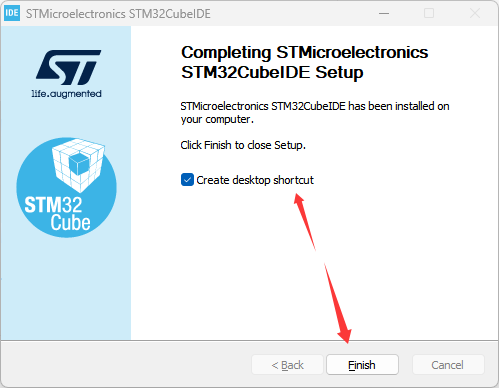 IDE STMicroelectronics STM32CubeIDE
life.augmented
STM32
Cube
Completing STMicroelectronics
STM32CubeIDE Setup
STMicroelectronics STM32CubeIDE has been installed on
your computer.
Click Finish to close Setup.
Create desktop shortcut
< Back
Finish
Cancel